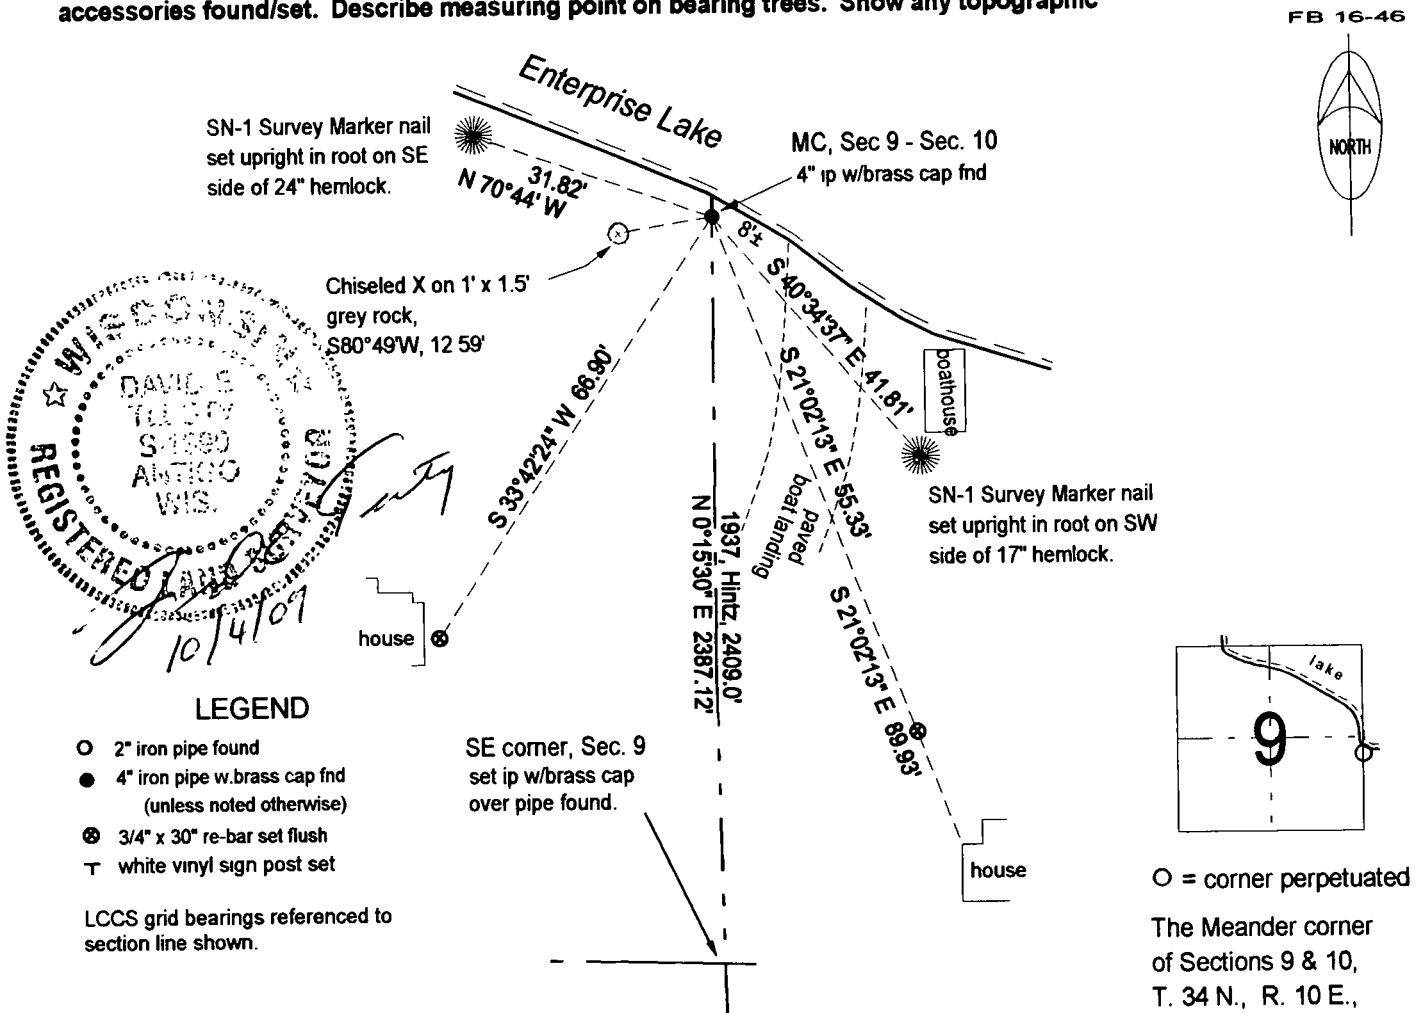 accessories found/set. Describe measuring point on bearing trees. Show any topographic
FB 16-46
NORTH
Enterprise Lake
SN-1 Survey Marker nail
set upright in root on SE
side of 24" hemlock.
31.82'
N 70°44' W
MC, Sec 9 - Sec. 10
4" ip w/brass cap fnd
8'±
Chiseled X on 1' x 1.5'
grey rock,
S80°49'W, 12 59'
S 33°42'24" W 66.90'
S 40°34'37" E 41.81'
S 21°02'13" E 55.33'
boathouse
SN-1 Survey Marker nail
set upright in root on SW
side of 17" hemlock.
paved
boat landing
1937, Hintz, 2409.0'
N 0°15'30" E 2387.12'
S 21°02'13" E 89.93'
WISCONSIN
DAVID S
S-1590
ANTIGO
WIS.
REGISTERED LAND SURVEYOR
10/4/07
house
house
LEGEND
2" iron pipe found
4" iron pipe w.brass cap fnd
(unless noted otherwise)
3/4" x 30" re-bar set flush
white vinyl sign post set
LCCS grid bearings referenced to
section line shown.
SE corner, Sec. 9
set ip w/brass cap
over pipe found.
lake
9
O = corner perpetuated
The Meander corner
of Sections 9 & 10,
T. 34 N., R. 10 E.,